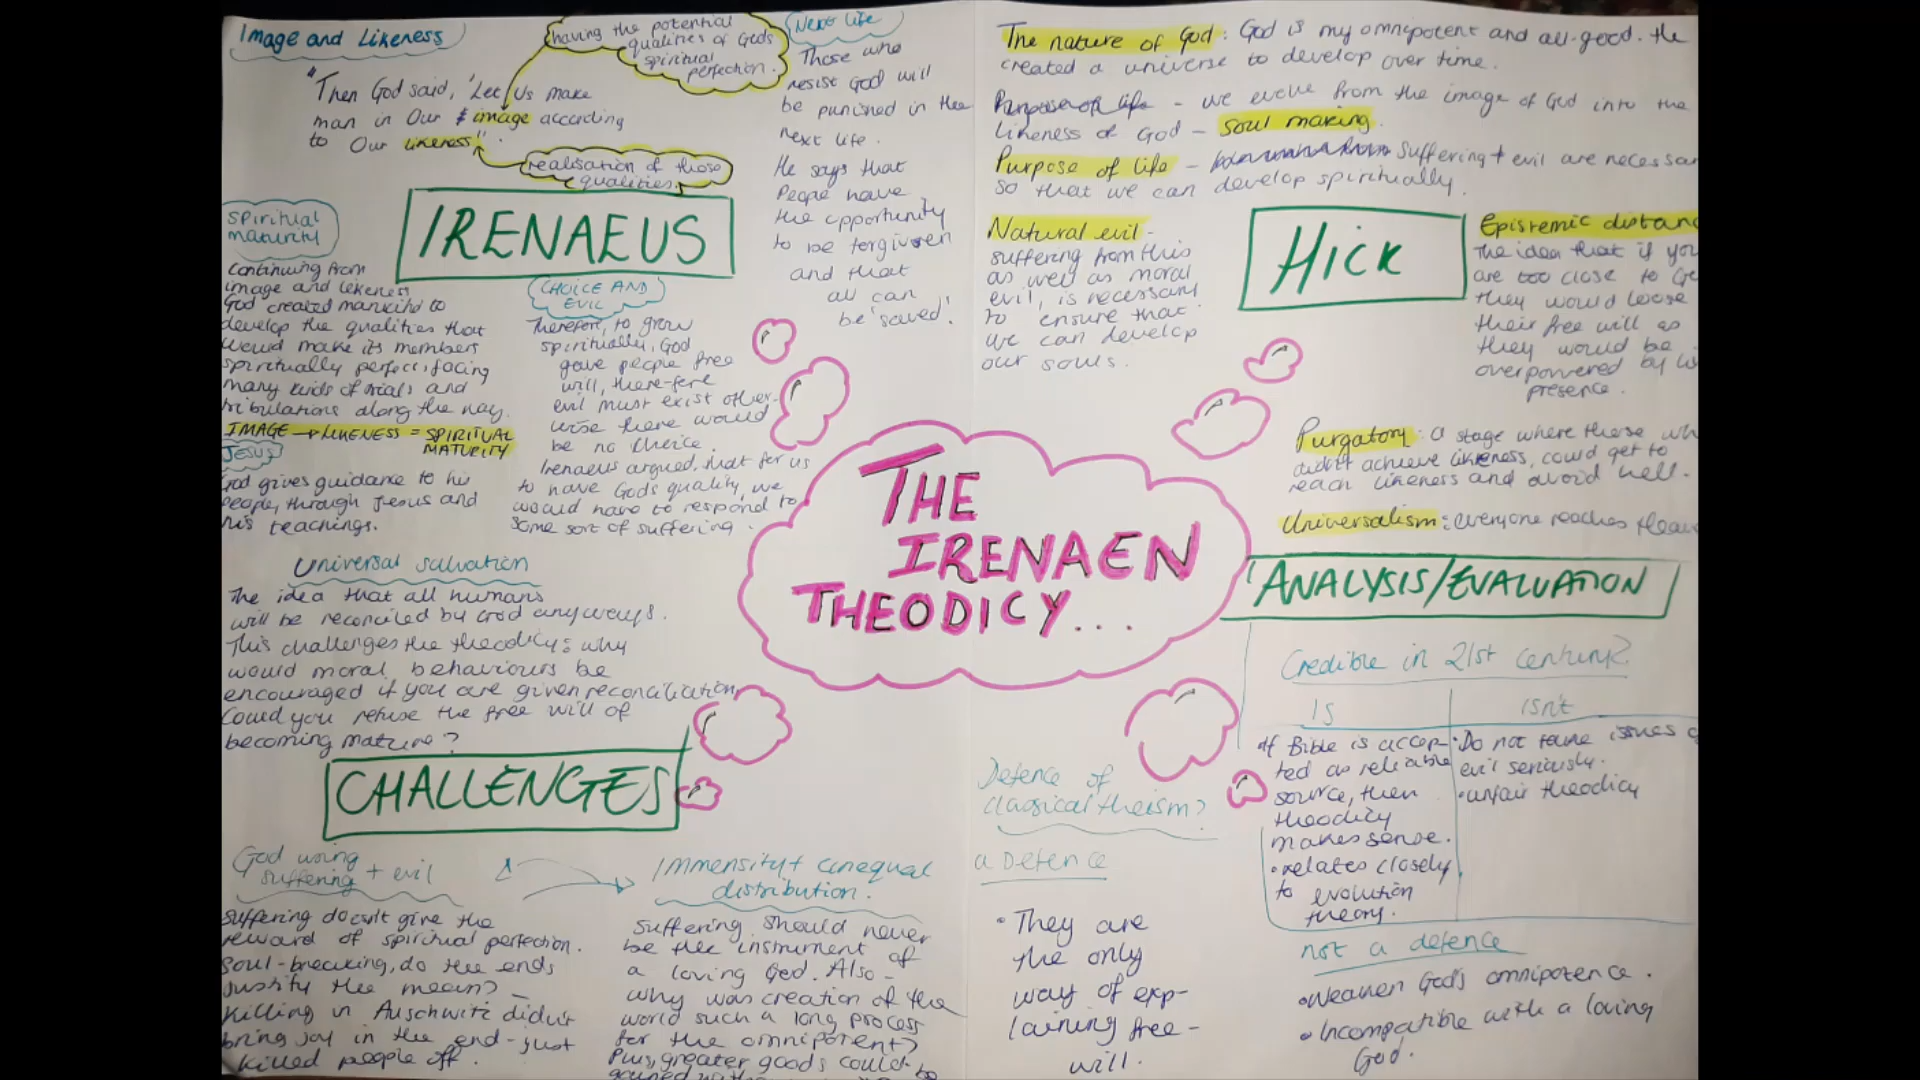 Image and Likeness
having the potential
qualities of Gods
spiritual
perfection.
"Then God said, 'Let Us make
man in Our image according
to Our likeness".
realisation of those
qualities.
Next life
Those who
resist God will
be punished in the
next life.
He says that
People have
the opportunity
to be forgiven
and that
all can
be 'saved'.
IRENAEUS
Spiritual
maturity
Continuing from
image and likeness
God created mankind to
develop the qualities that
would make its members
spiritually perfect, facing
many kinds of trials and
tribulations along the way.
IMAGE → LIKENESS = SPIRITUAL
MATURITY
JESUS
God gives guidance to his
people, through Jesus and
his teachings.
CHOICE AND
EVIL
Therefore, to grow
spiritually, God
gave people free
will, there-fore
evil must exist other-
wise there would
be no choice.
Irenaeus argued, that for us
to have Gods quality, we
would have to respond to
some sort of suffering.
Universal salvation
The idea that all humans
will be reconciled by God anyways.
This challenges the theodicy: why
would moral behaviours be
encouraged if you are given reconciliation,
Could you refuse the free will of
becoming mature?
CHALLENGES
God using
suffering + evil
suffering doesn't give the
reward of spiritual perfection.
Soul-breaking, do the ends
justify the means?
Killing in Auschwitz didn't
bring joy in the end - just
killed people off.
Immensity + unequal
distribution.
Suffering should never
be the instrument of
a loving God. Also -
why was creation of the
world such a long process
for the omnipotent?
Plus, greater goods could be
gained
THE
IRENAEN
THEODICY...
The nature of God: God is my omnipotent and all-good. He
created a universe to develop over time.
Purpose of life - we evolve from the image of God into the
likeness of God - soul making.
Purpose of life - suffering + evil are necessar
so that we can develop spiritually.
Natural evil -
suffering from this
as well as moral
evil, is necessary
to ensure that
we can develop
our souls.
HICK
Epistemic distanc
The idea that if you
are too close to Go
they would loose
their free will as
they would be
overpowered by
presence.
Purgatory: a stage where these wh
didn't achieve likeness, could get to
reach likeness and avoid hell.
Universalism: everyone reaches Heav
ANALYSIS/EVALUATION
Credible in 21st century?
IS
isn't
If Bible is accep-
ted as reliable
source, then
theodicy
makes sense.
• relates closely
to evolution
theory.
• Do not take issues o
evil seriously.
• unfair theodicy
Defence of
classical theism?
a Defence
• They are
the only
way of exp-
laining free-
will.
not a defence
• Weaken God's omnipotence.
• Incompatible with a loving
God.